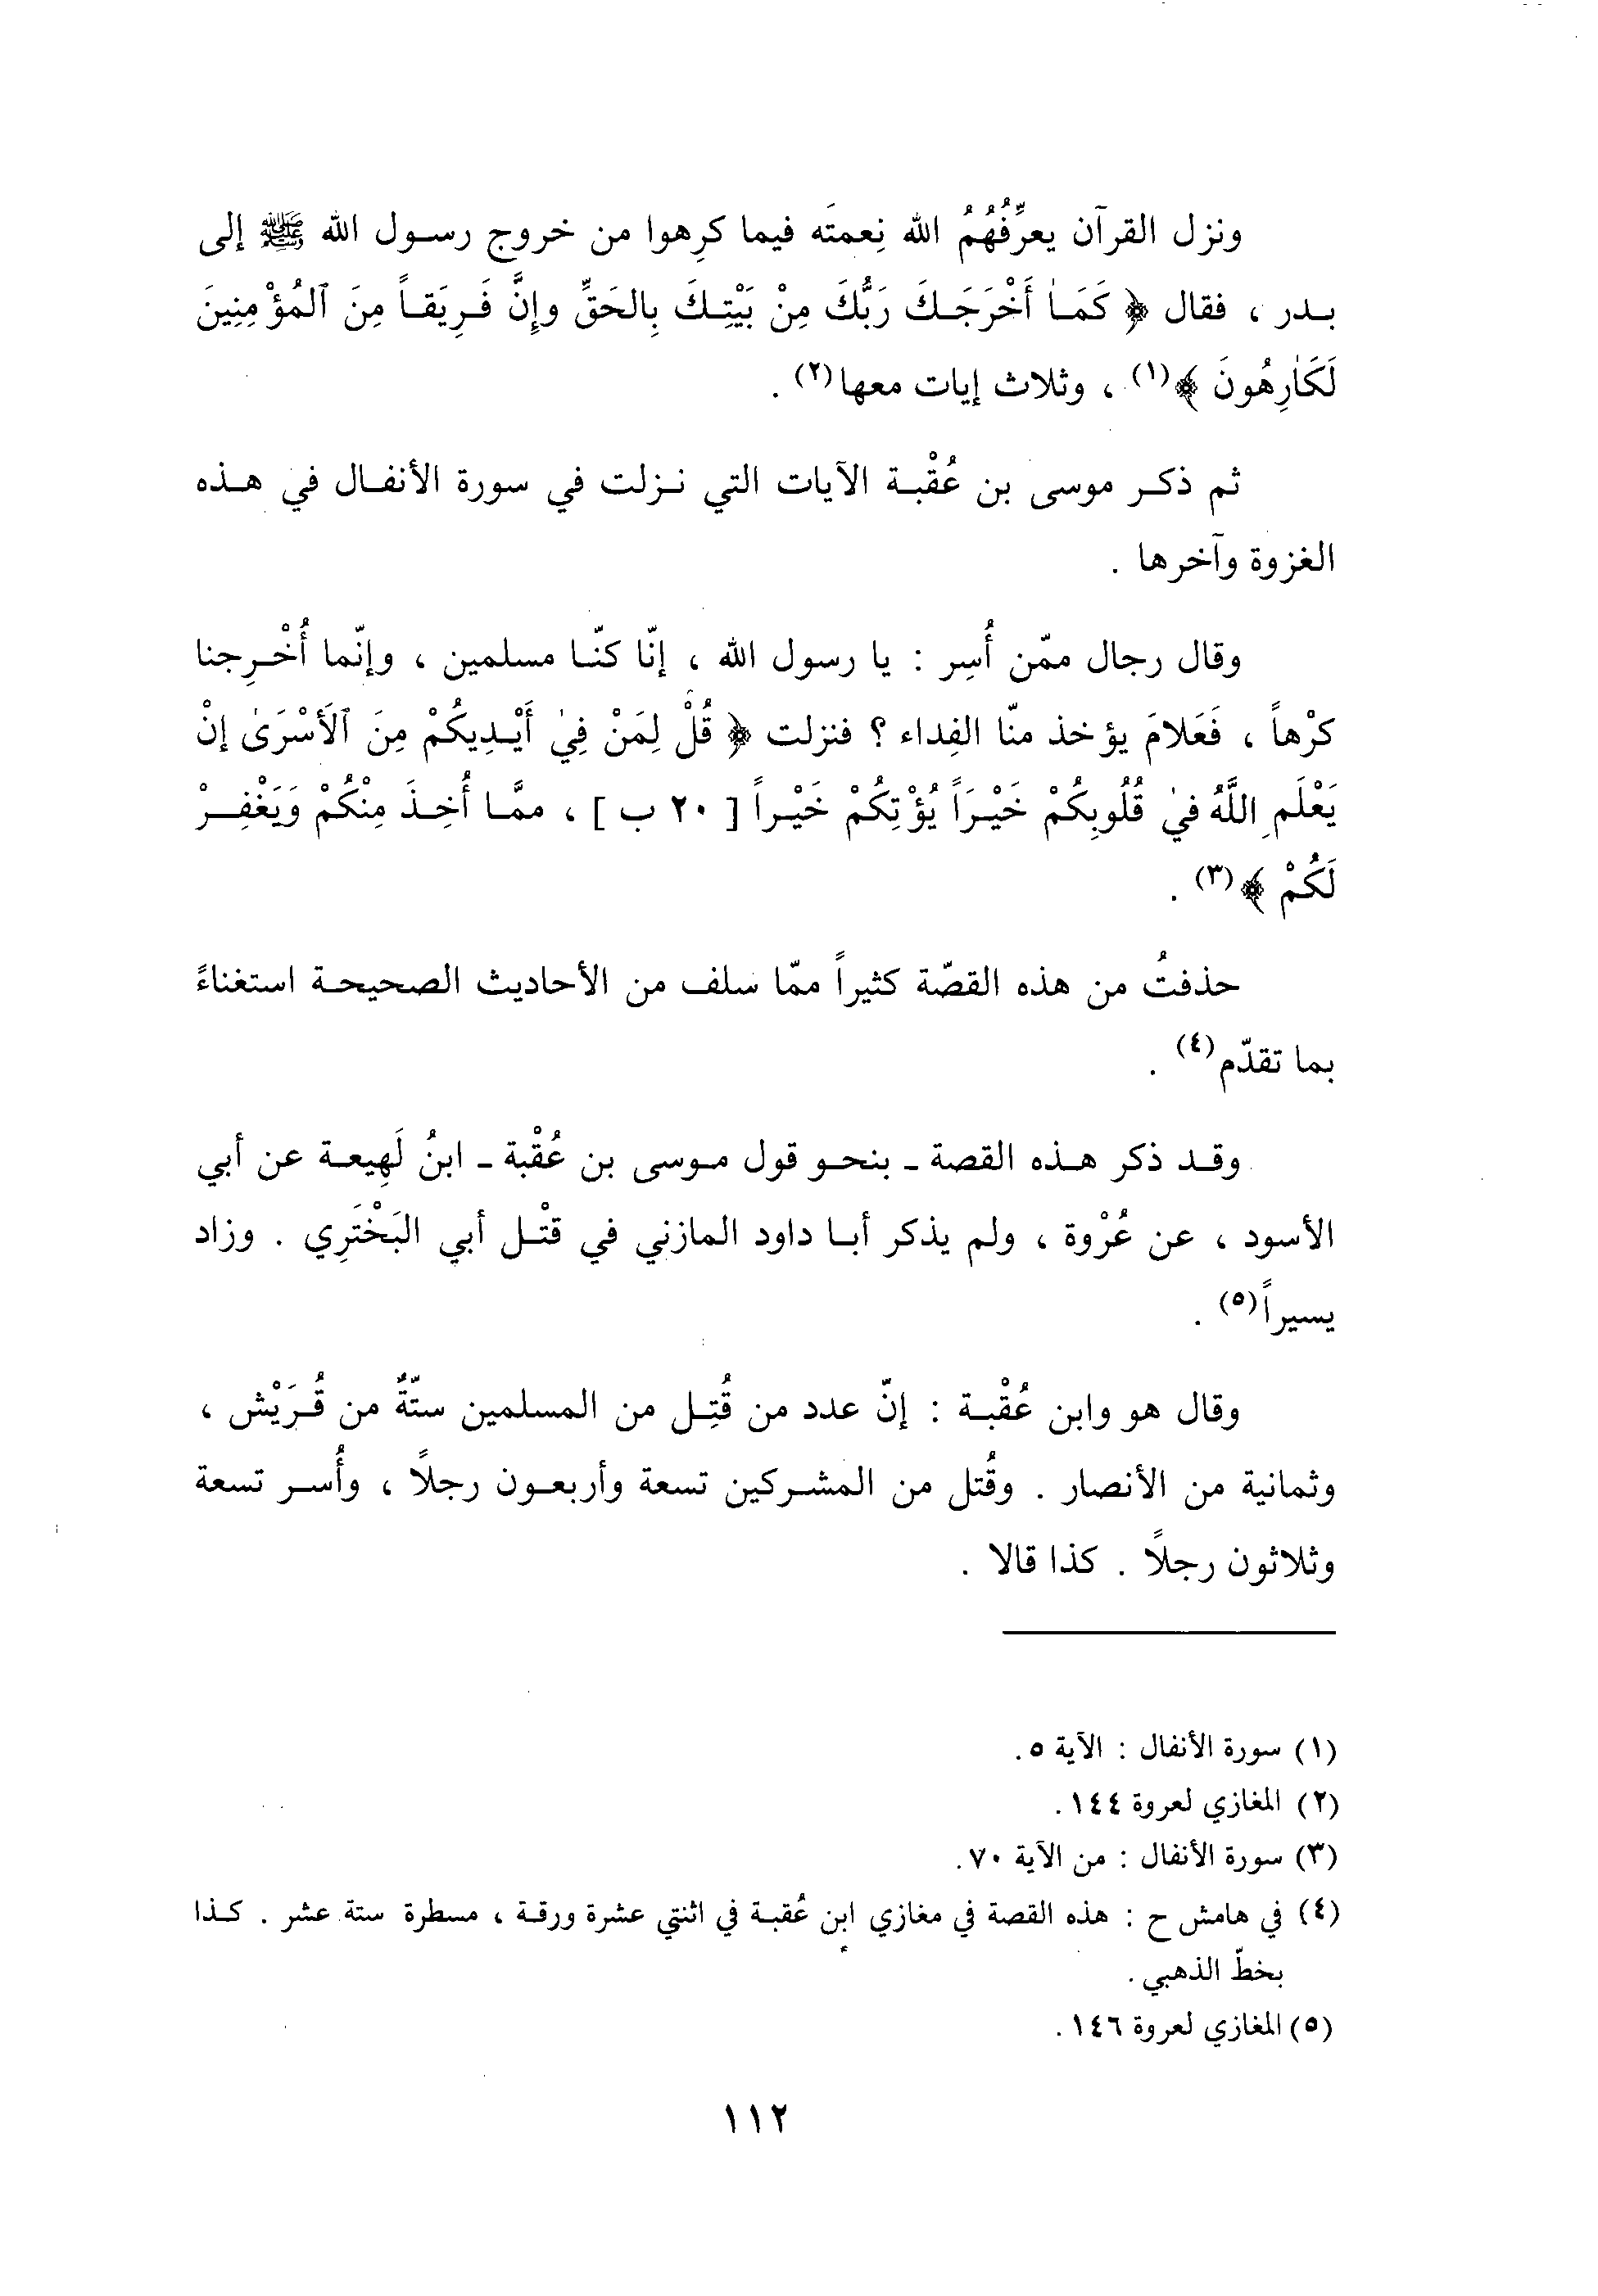 ونزل القرآن يعرِّفُهُمُ الله نِعمتَه فيما كرِهوا من خروج رسول الله ﷺ إلى
بدر ، فقال ﴿ كَمَا أَخْرَجَكَ رَبُّكَ مِنْ بَيْتِكَ بِالحَقِّ وإِنَّ فَرِيَقاً مِنَ ٱلمُؤْمِنِينَ
لَكَارِهُونَ ﴾(١) ، وثلاث إيات معها(٢) .
ثم ذكر موسى بن عُقْبة الآيات التي نزلت في سورة الأنفال في هذه
الغزوة وآخرها .
وقال رجال ممّن أُسِر : يا رسول الله ، إنّا كنّا مسلمين ، وإنّما أُخْرِجنا
كرْهاً ، فَعَلامَ يؤخذ منّا الفِداء ؟ فنزلت ﴿ قُلْ لِمَنْ فِي أَيْدِيكُمْ مِنَ ٱلَأَسْرَىٰ إنْ
يَعْلَمِ اللَّهُ في قُلُوبِكُمْ خَيْرَاً يُؤْتِكُمْ خَيْراً [ ٢٠ ب ] ، ممَّا أُخِذَ مِنْكُمْ وَيَغْفِرْ
لَكُمْ ﴾(٣) .
حذفتُ من هذه القصّة كثيراً ممّا سلف من الأحاديث الصحيحة استغناءً
بما تقدّم(٤) .
وقد ذكر هذه القصة - بنحو قول موسى بن عُقْبة - ابنُ لَهِيعة عن أبي
الأسود ، عن عُرْوة ، ولم يذكر أبا داود المازني في قتْل أبي البَخْتَرِي . وزاد
يسيراً(٥) .
وقال هو وابن عُقْبة : إنّ عدد من قُتِل من المسلمين ستّةٌ من قُرَيْش ،
وثمانية من الأنصار . وقُتل من المشركين تسعة وأربعون رجلاً ، وأُسر تسعة
وثلاثون رجلاً . كذا قالا .
(١) سورة الأنفال : الآية ٥.
(٢) المغازي لعروة ١٤٤.
(٣) سورة الأنفال : من الآية ٧٠.
(٤) في هامش ح : هذه القصة في مغازي ابن عُقبة في اثنتي عشرة ورقة ، مسطرة ستة عشر . كذا
بخطّ الذهبي .
(٥) المغازي لعروة ١٤٦.
١١٢